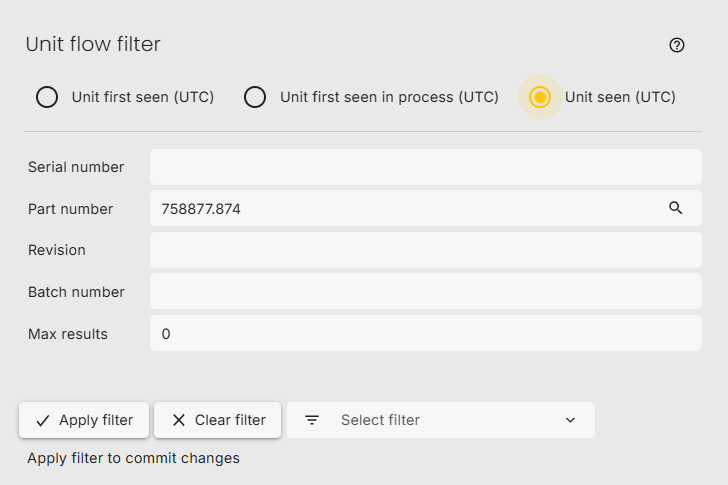 Unit flow filter
Unit first seen (UTC) Unit first seen in process (UTC) Unit seen (UTC)
Serial number
Part number 758877.874
Revision
Batch number
Max results 0
Apply filter Clear filter Select filter
Apply filter to commit changes